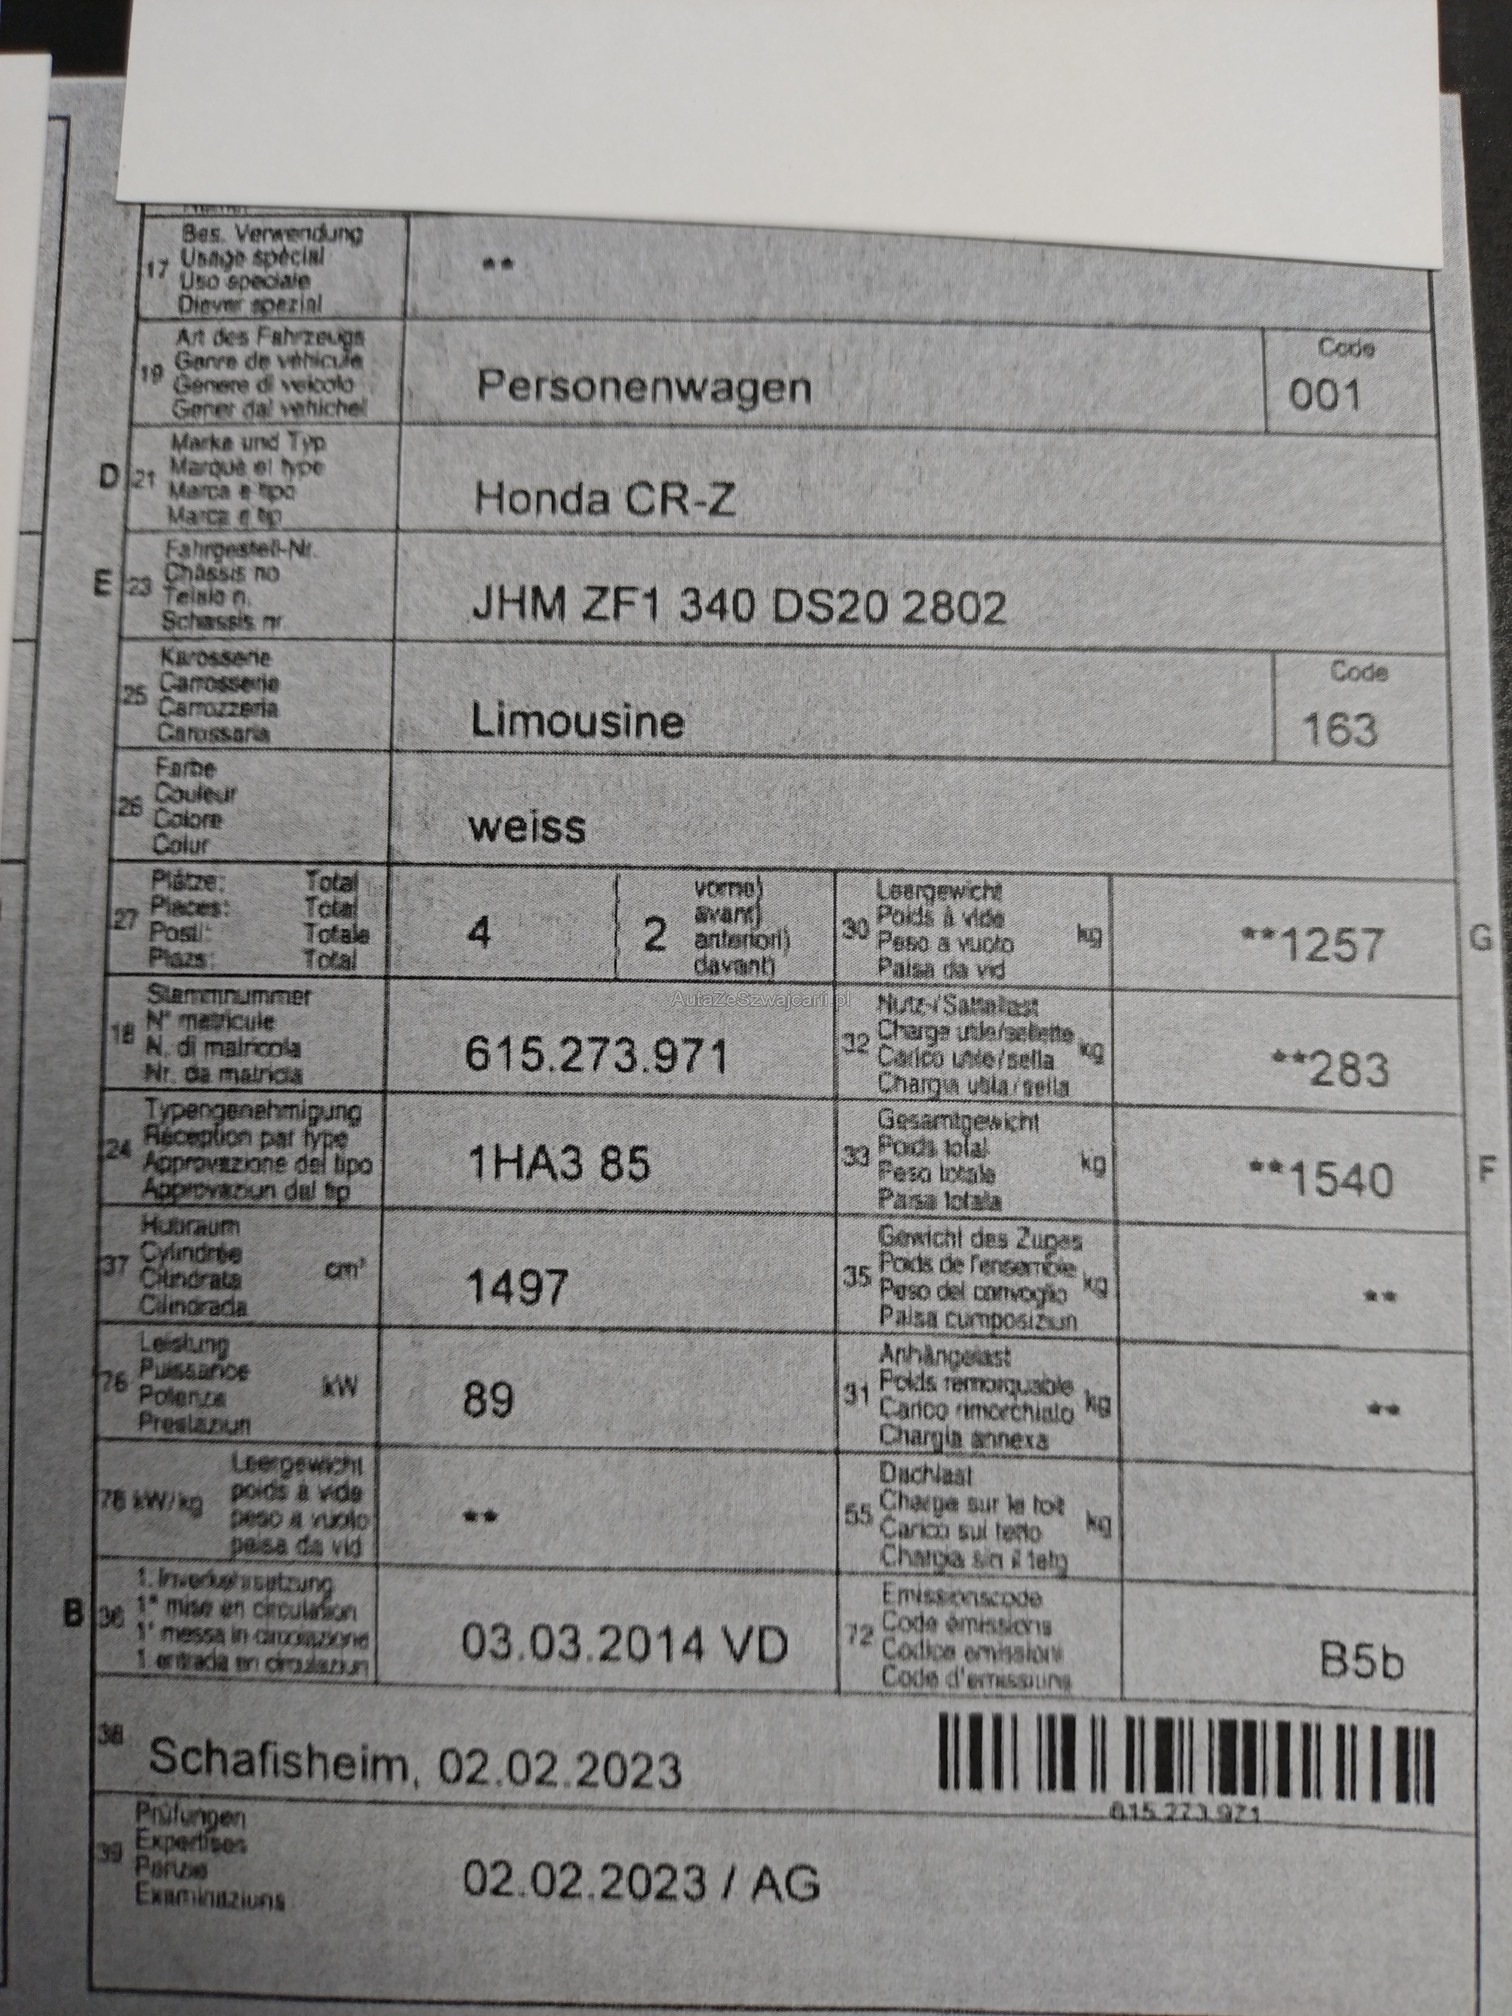 17 Bes. Verwendung
Usage spécial
Uso speciale
Diever spezial
**
19 Art des Fahrzeugs
Genre de véhicule
Genere di veicolo
Gener dal vehichel
Personenwagen
Code
001
D 21 Marke und Typ
Marque et type
Marca e tipo
Marca e tip
Honda CR-Z
E 23 Fahrgestell-Nr.
Châssis no
Telaio n.
Schassis nr.
JHM ZF1 340 DS20 2802
25 Karosserie
Carrosserie
Carrozzeria
Carossaria
Limousine
Code
163
26 Farbe
Couleur
Colore
Colur
weiss
27 Plätze: Total
Places: Total
Posti: Totale
Plazs: Total
4
2
vorne)
avant)
anteriori)
davant)
30 Leergewicht
Poids à vide
Peso a vuoto
Paisa da vid
kg
**1257
G
AutaZeSzwajcarii.pl
18 Stammnummer
N° matricule
N. di matricola
Nr. da matricla
615.273.971
32 Nutz-/Sattellast
Charge utile/sellette
Carico utile/sella
Chargia utila/sella
kg
**283
24 Typengenehmigung
Réception par type
Approvazione del tipo
Approvaziun dal tip
1HA3 85
33 Gesamtgewicht
Poids total
Peso totale
Paisa totala
kg
**1540
F
37 Hubraum
Cylindrée
Cilindrata
Cilindrada
cm³
1497
35 Gewicht des Zuges
Poids de l'ensemble
Peso del convoglio
Paisa cumposiziun
kg
**
76 Leistung
Puissance
Potenza
Prestaziun
kW
89
31 Anhängelast
Poids remorquable
Carico rimorchiato
Chargia annexa
kg
**
78 kW/kg
Leergewicht
poids à vide
peso a vuoto
paisa da vid
**
55 Dachlast
Charge sur le toit
Carico sul tetto
Chargia sin il tetg
kg
B 36 1. Inverkehrsetzung
1° mise en circulation
1° messa in circolazione
1. entrada en circulaziun
03.03.2014 VD
72 Emissionscode
Code émissions
Codice emissioni
Code d'emissiuns
B5b
38
Schafisheim, 02.02.2023
615.273.971
39 Prüfungen
Expertises
Perizie
Examinaziuns
02.02.2023 / AG